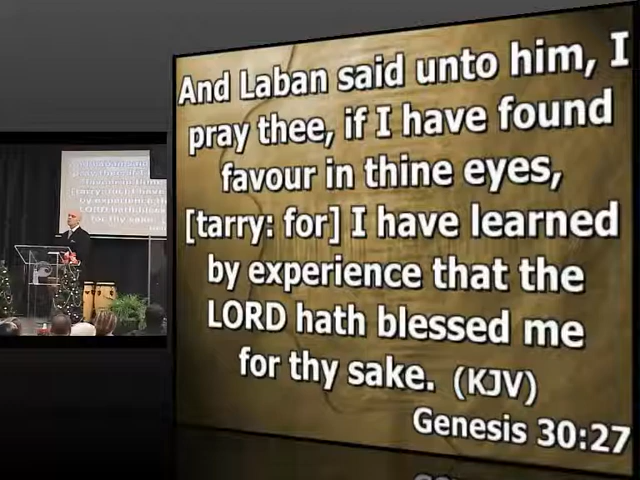 And Laban said unto him, I
pray thee, if I have found
favour in thine eyes,
[tarry: for] I have learned
by experience that the
LORD hath blessed me
for thy sake. (KJV)
Genesis 30:27